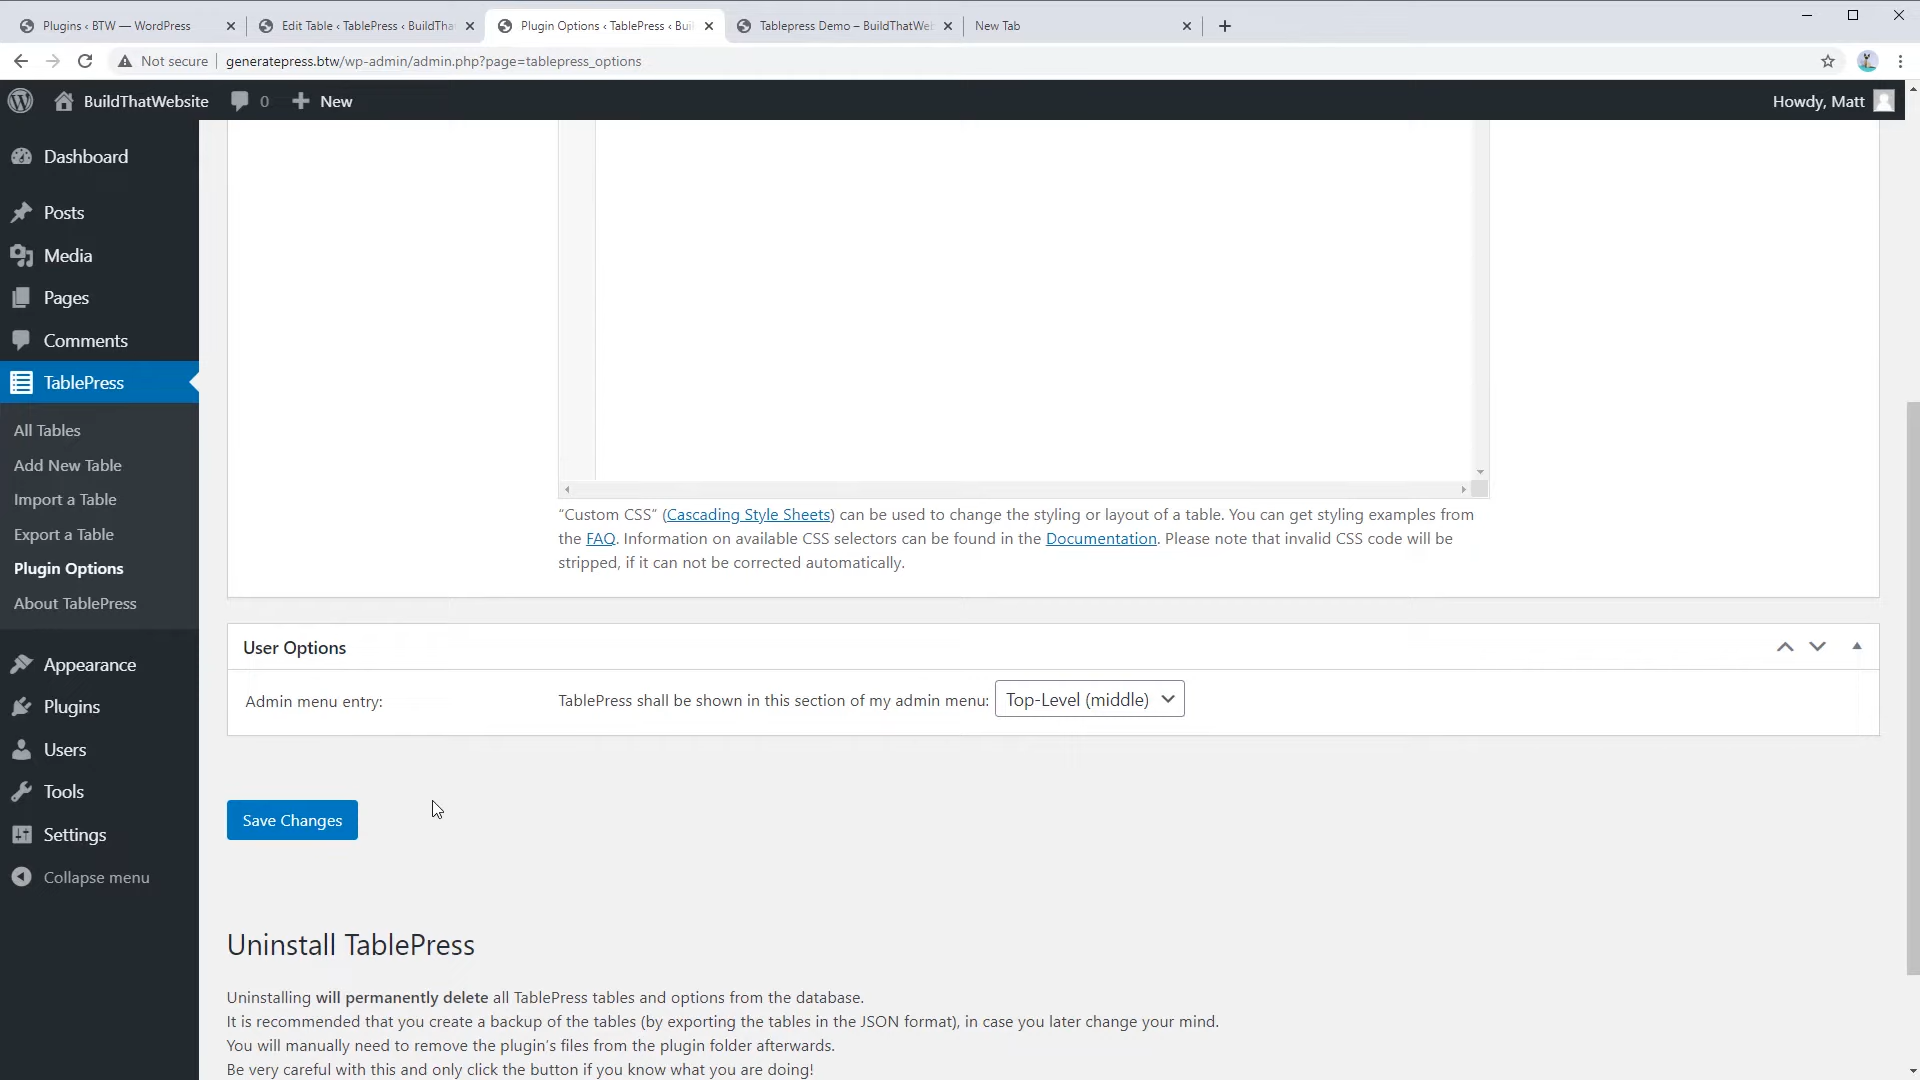 Plugins ‹ BTW — WordPress
Edit Table ‹ TablePress ‹ BuildTha
Plugin Options ‹ TablePress ‹ Bui
Tablepress Demo – BuildThatWeb
New Tab
Not secure
generatepress.btw/wp-admin/admin.php?page=tablepress_options
BuildThatWebsite
0
New
Howdy, Matt
Dashboard
Posts
Media
Pages
Comments
TablePress
All Tables
Add New Table
Import a Table
Export a Table
Plugin Options
About TablePress
Appearance
Plugins
Users
Tools
Settings
Collapse menu
“Custom CSS” (Cascading Style Sheets) can be used to change the styling or layout of a table. You can get styling examples from
the FAQ. Information on available CSS selectors can be found in the Documentation. Please note that invalid CSS code will be
stripped, if it can not be corrected automatically.
User Options
Admin menu entry:
TablePress shall be shown in this section of my admin menu: Top-Level (middle)
Save Changes
Uninstall TablePress
Uninstalling will permanently delete all TablePress tables and options from the database.
It is recommended that you create a backup of the tables (by exporting the tables in the JSON format), in case you later change your mind.
You will manually need to remove the plugin’s files from the plugin folder afterwards.
Be very careful with this and only click the button if you know what you are doing!